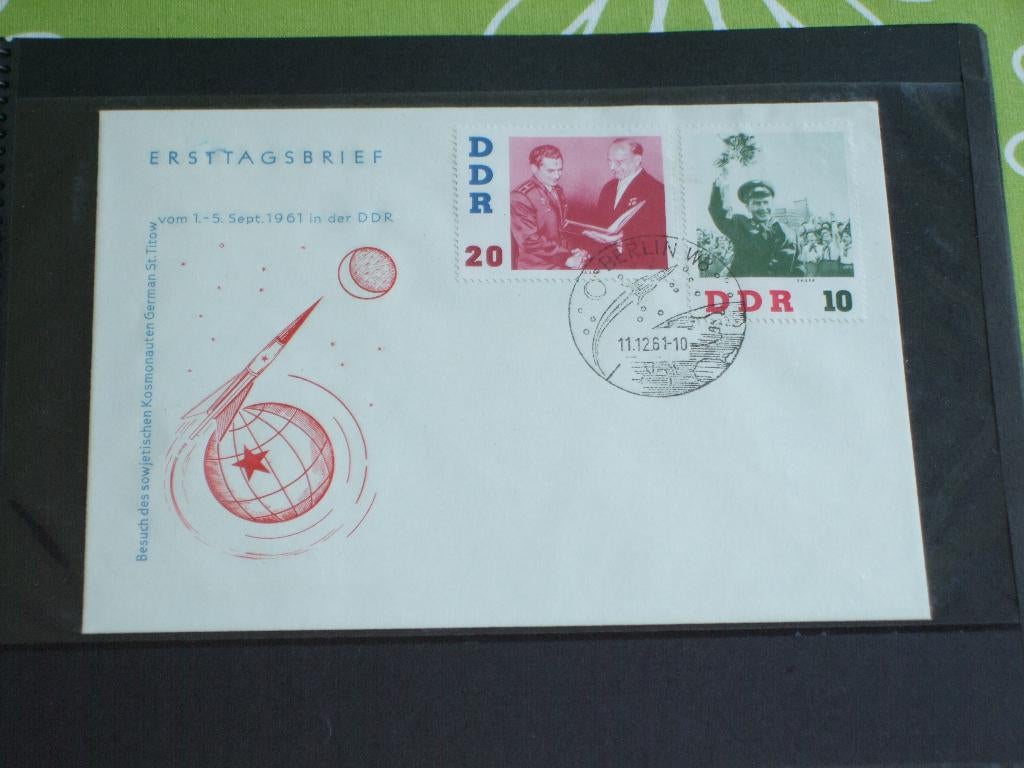 ERSTTAGSBRIEF
vom 1.-5. Sept. 1961 in der DDR
Besuch des sowjetischen Kosmonauten German St. Titow
DDR
20
DDR 10
BERLIN W8
11.12.61-10